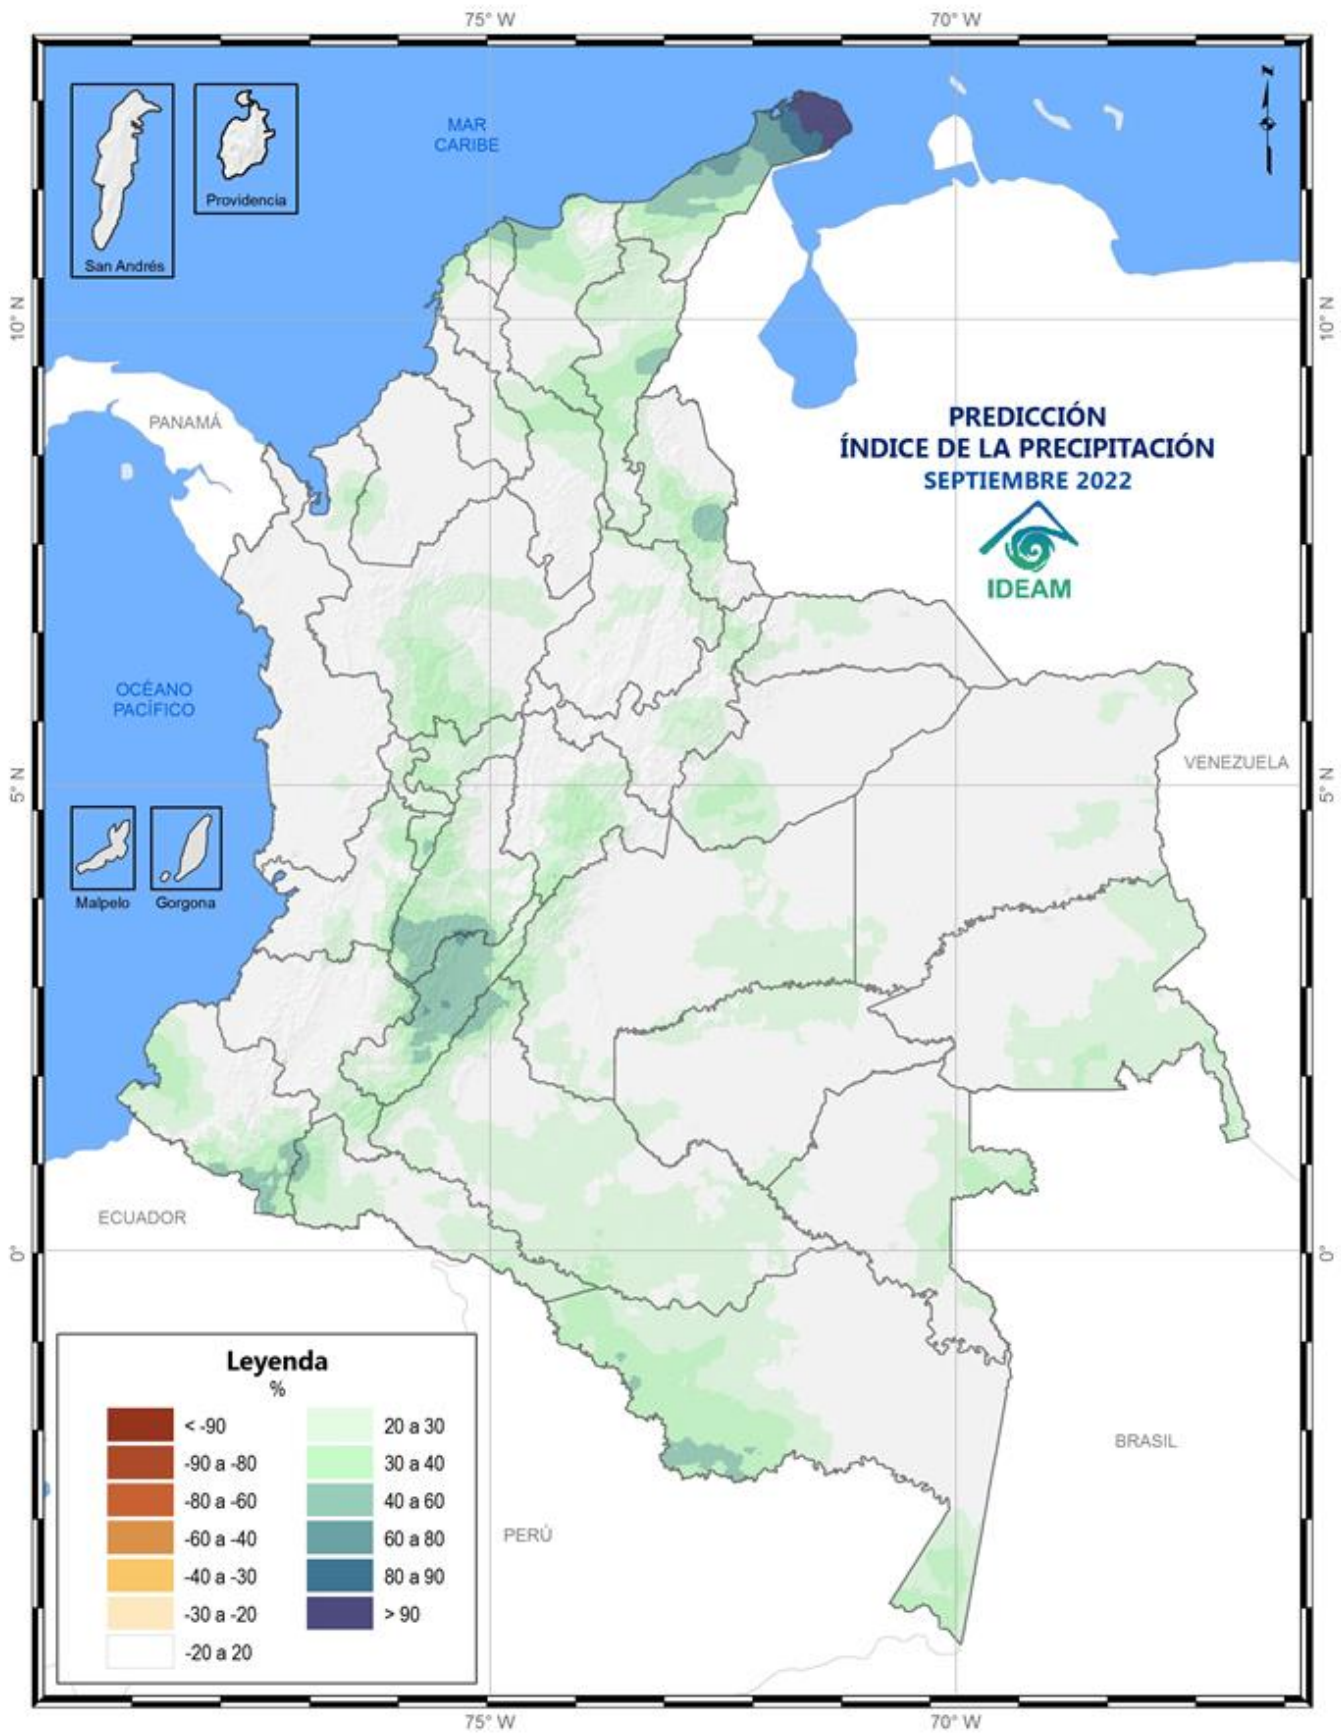 75° W
70° W
MAR
CARIBE
San Andrés
Providencia
10° N
10° N
PANAMÁ
PREDICCIÓN
ÍNDICE DE LA PRECIPITACIÓN
SEPTIEMBRE 2022
IDEAM
OCÉANO
PACÍFICO
VENEZUELA
5° N
5° N
Malpelo
Gorgona
ECUADOR
0°
0°
Leyenda
%
< -90
-90 a -80
-80 a -60
-60 a -40
-40 a -30
-30 a -20
-20 a 20
20 a 30
30 a 40
40 a 60
60 a 80
80 a 90
> 90
BRASIL
PERÚ
75° W
70° W